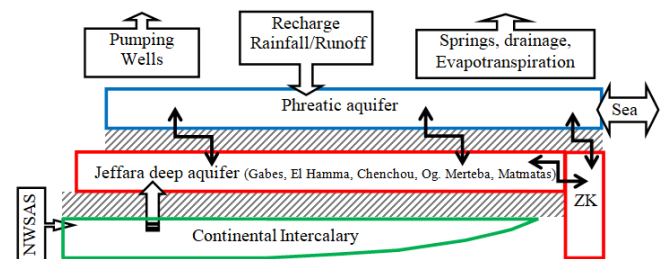 Pumping
Wells
Recharge
Rainfall/Runoff
Springs, drainage,
Evapotranspiration
Phreatic aquifer
Sea
Jeffara deep aquifer (Gabes, El Hamma, Chenchou, Og. Merteba, Matmatas)
ZK
NWSAS
Continental Intercalary